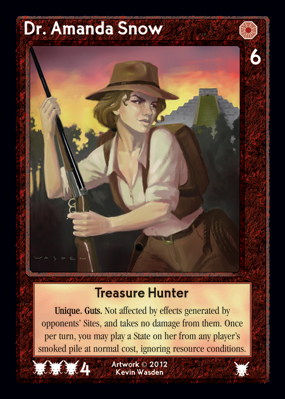 Dr. Amanda Snow
6
WASDEN
Treasure Hunter
Unique. Guts. Not affected by effects generated by
opponents' Sites, and takes no damage from them. Once
per turn, you may play a State on her from any player's
smoked pile at normal cost, ignoring resource conditions.
4
Artwork © 2012
Kevin Wasden